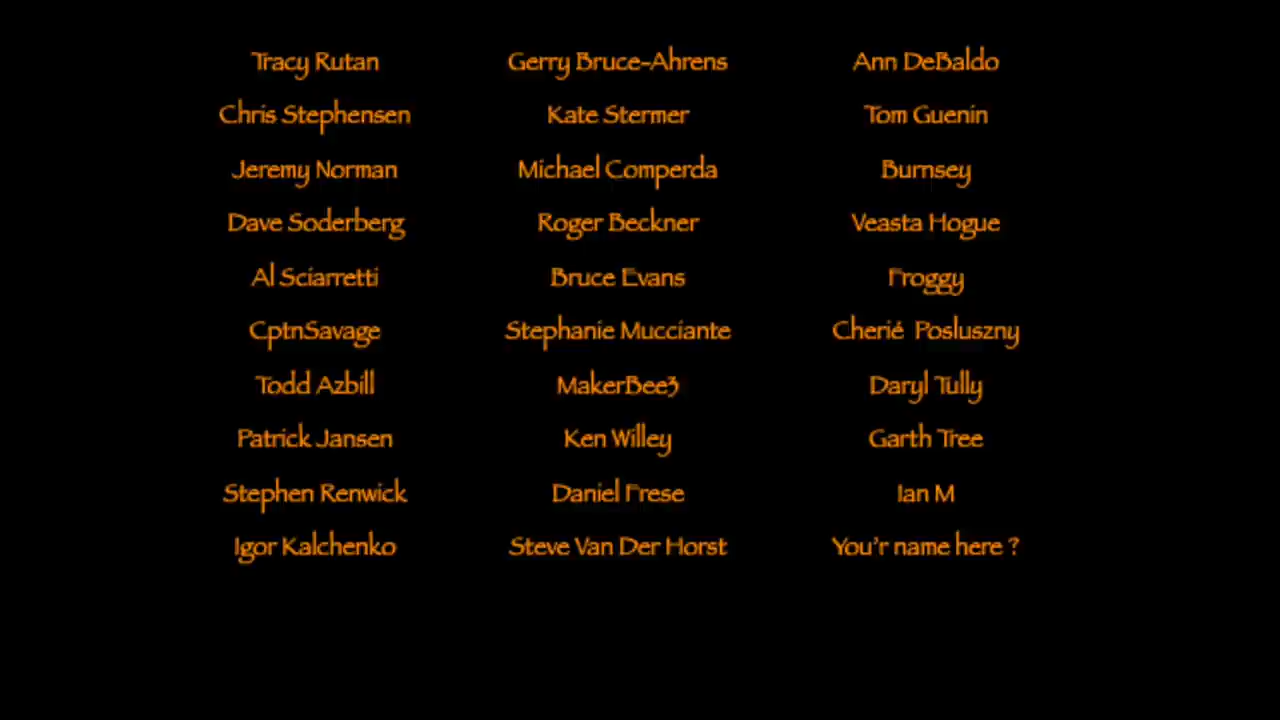 Tracy Rutan Gerry Bruce-Ahrens Ann DeBaldo
Chris Stephensen Kate Stermer Tom Guenin
Jeremy Norman Michael Comperda Burnsey
Dave Soderberg Roger Beckner Veasta Hogue
Al Sciarretti Bruce Evans Froggy
CptnSavage Stephanie Mucciante Cherié Posluszny
Todd Azbill MakerBee3 Daryl Tully
Patrick Jansen Ken Willey Garth Tree
Stephen Renwick Daniel Frese Ian M
Igor Kalchenko Steve Van Der Horst You'r name here ?